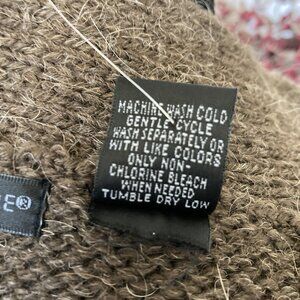 MACHINE WASH COLD
GENTLE CYCLE
WASH SEPARATELY OR
WITH LIKE COLORS
ONLY NON-
CHLORINE BLEACH
WHEN NEEDED
TUMBLE DRY LOW
E®